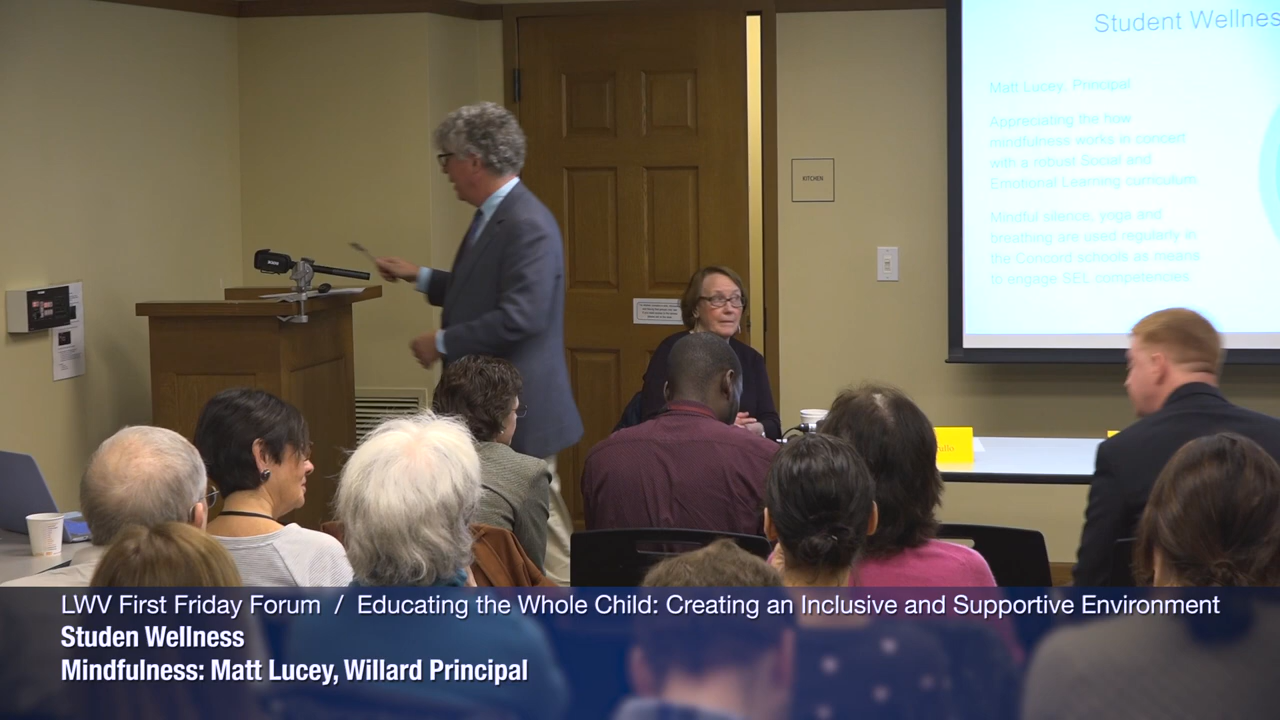 Student Wellnes
Matt Lucey, Principal
Appreciating the how
mindfulness works in concert
with a robust Social and
Emotional Learning curriculum.
Mindful silence, yoga and
breathing are used regularly in
the Concord schools as means
to engage SEL competencies.
KITCHEN
LWV First Friday Forum / Educating the Whole Child: Creating an Inclusive and Supportive Environment
Studen Wellness
Mindfulness: Matt Lucey, Willard Principal